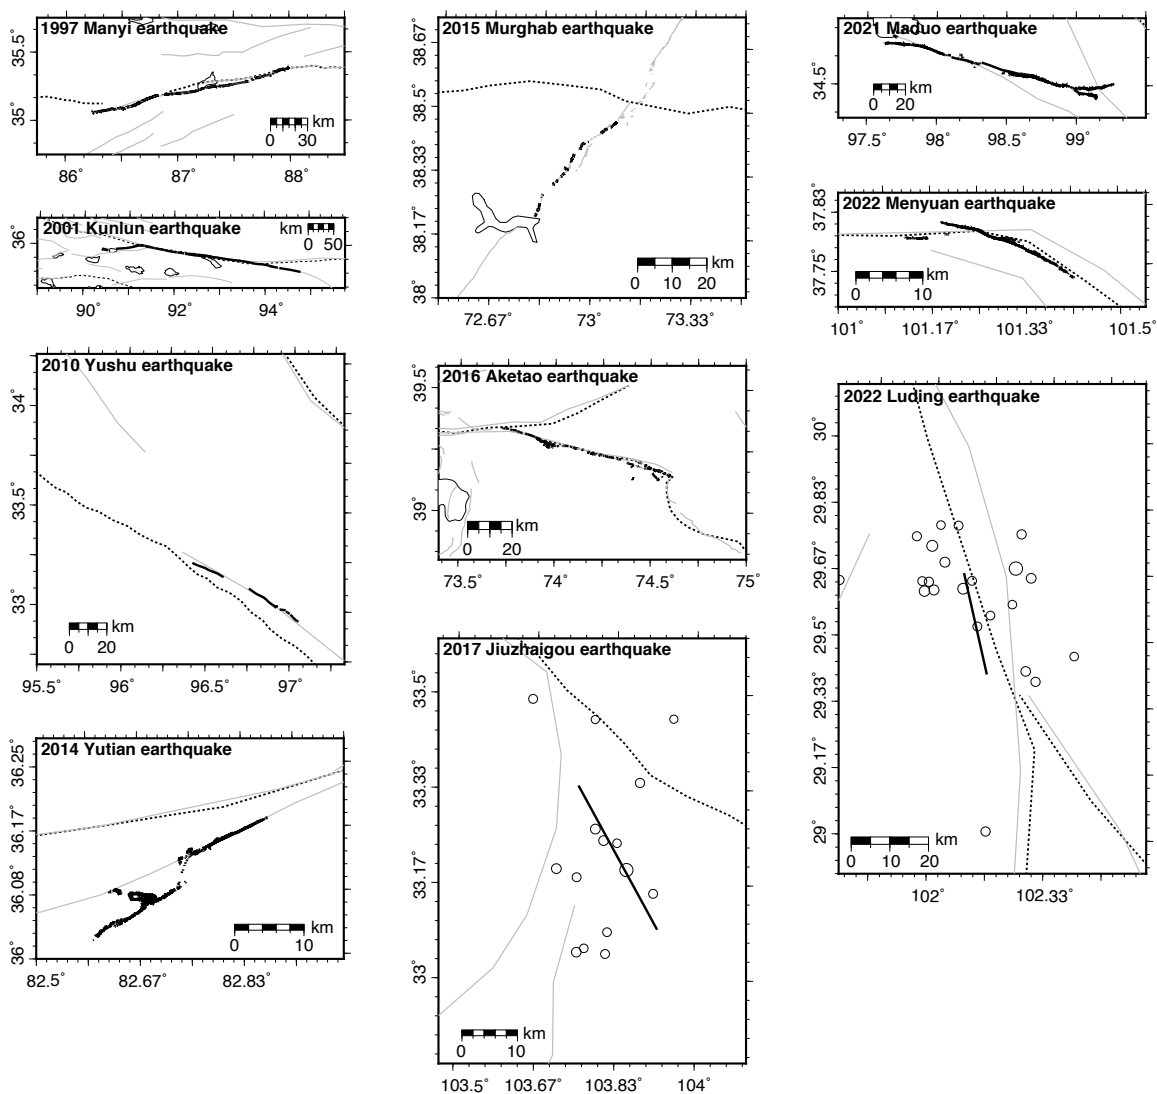 1997 Manyi earthquake
35.5˚
35˚
km
0 30
86˚ 87˚ 88˚
2001 Kunlun earthquake
km
0 50
36˚
90˚ 92˚ 94˚
2010 Yushu earthquake
34˚
33.5˚
33˚
km
0 20
95.5˚ 96˚ 96.5˚ 97˚
2014 Yutian earthquake
36.25˚
36.17˚
36.08˚
36˚
km
0 10
82.5˚ 82.67˚ 82.83˚
2015 Murghab earthquake
38.67˚
38.5˚
38.33˚
38.17˚
38˚
km
0 10 20
72.67˚ 73˚ 73.33˚
2016 Aketao earthquake
39.5˚
39˚
km
0 20
73.5˚ 74˚ 74.5˚ 75˚
2017 Jiuzhaigou earthquake
33.5˚
33.33˚
33.17˚
33˚
km
0 10
103.5˚ 103.67˚ 103.83˚ 104˚
2021 Maduo earthquake
34.5˚
km
0 20
97.5˚ 98˚ 98.5˚ 99˚
2022 Menyuan earthquake
37.83˚
37.75˚
km
0 10
101˚ 101.17˚ 101.33˚ 101.5˚
2022 Luding earthquake
30˚
29.83˚
29.67˚
29.5˚
29.33˚
29.17˚
29˚
km
0 10 20
102˚ 102.33˚